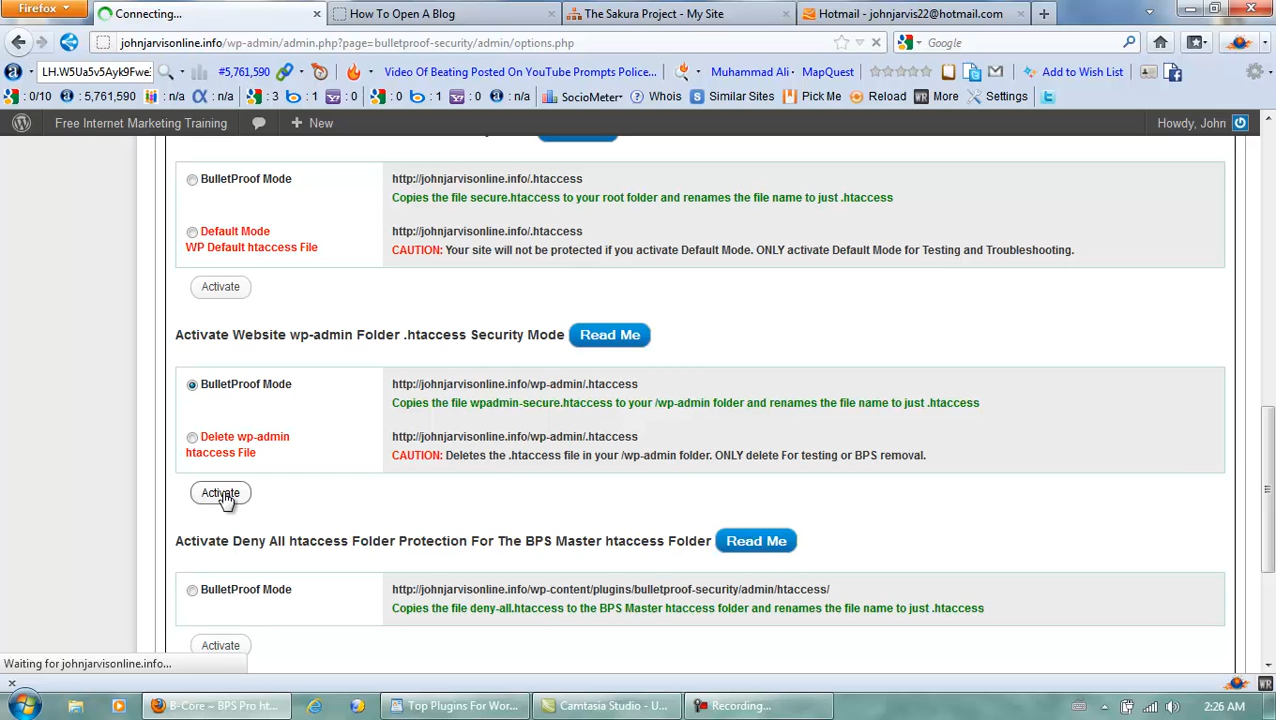 Firefox
Connecting...
How To Open A Blog
The Sakura Project - My Site
Hotmail - johnjarvis22@hotmail.com
johnjarvisonline.info/wp-admin/admin.php?page=bulletproof-security/admin/options.php
Google
LH.W5Ua5v5Ayk9Fwe
#5,761,590
Video Of Beating Posted On YouTube Prompts Police...
Muhammad Ali
MapQuest
Add to Wish List
: 0/10
: 5,761,590
: n/a
: n/a
: 3
: 1
: 0
: 0
: 1
: 0
: n/a
SocioMeter
Whois
Similar Sites
Pick Me
Reload
More
Settings
Free Internet Marketing Training
New
Howdy, John
BulletProof Mode
http://johnjarvisonline.info/.htaccess
Copies the file secure.htaccess to your root folder and renames the file name to just .htaccess
Default Mode
WP Default htaccess File
http://johnjarvisonline.info/.htaccess
CAUTION: Your site will not be protected if you activate Default Mode. ONLY activate Default Mode for Testing and Troubleshooting.
Activate
Activate Website wp-admin Folder .htaccess Security Mode Read Me
BulletProof Mode
http://johnjarvisonline.info/wp-admin/.htaccess
Copies the file wpadmin-secure.htaccess to your /wp-admin folder and renames the file name to just .htaccess
Delete wp-admin
htaccess File
http://johnjarvisonline.info/wp-admin/.htaccess
CAUTION: Deletes the .htaccess file in your /wp-admin folder. ONLY delete For testing or BPS removal.
Activate
Activate Deny All htaccess Folder Protection For The BPS Master htaccess Folder Read Me
BulletProof Mode
http://johnjarvisonline.info/wp-content/plugins/bulletproof-security/admin/htaccess/
Copies the file deny-all.htaccess to the BPS Master htaccess folder and renames the file name to just .htaccess
Activate
Waiting for johnjarvisonline.info...
B-Core ~ BPS Pro ht...
Top Plugins For Wor...
Camtasia Studio - U...
Recording...
2:26 AM